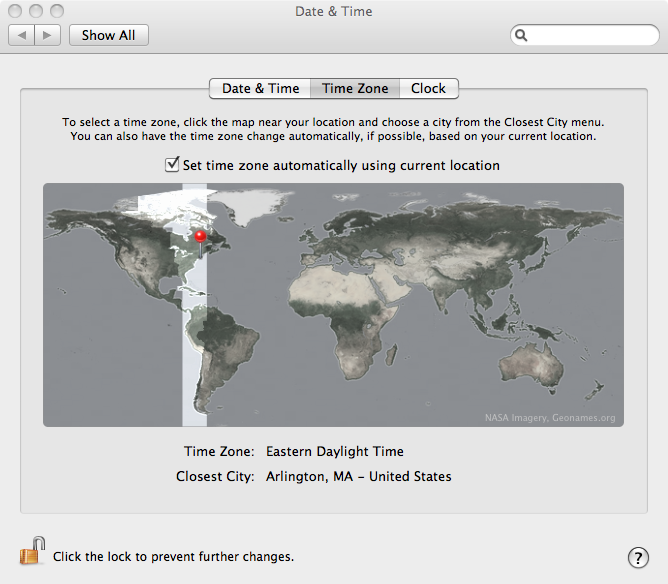 Date & Time
Show All
Date & Time
Time Zone
Clock
To select a time zone, click the map near your location and choose a city from the Closest City menu.
You can also have the time zone change automatically, if possible, based on your current location.
Set time zone automatically using current location
NASA Imagery, Geonames.org
Time Zone: Eastern Daylight Time
Closest City: Arlington, MA – United States
Click the lock to prevent further changes.
?